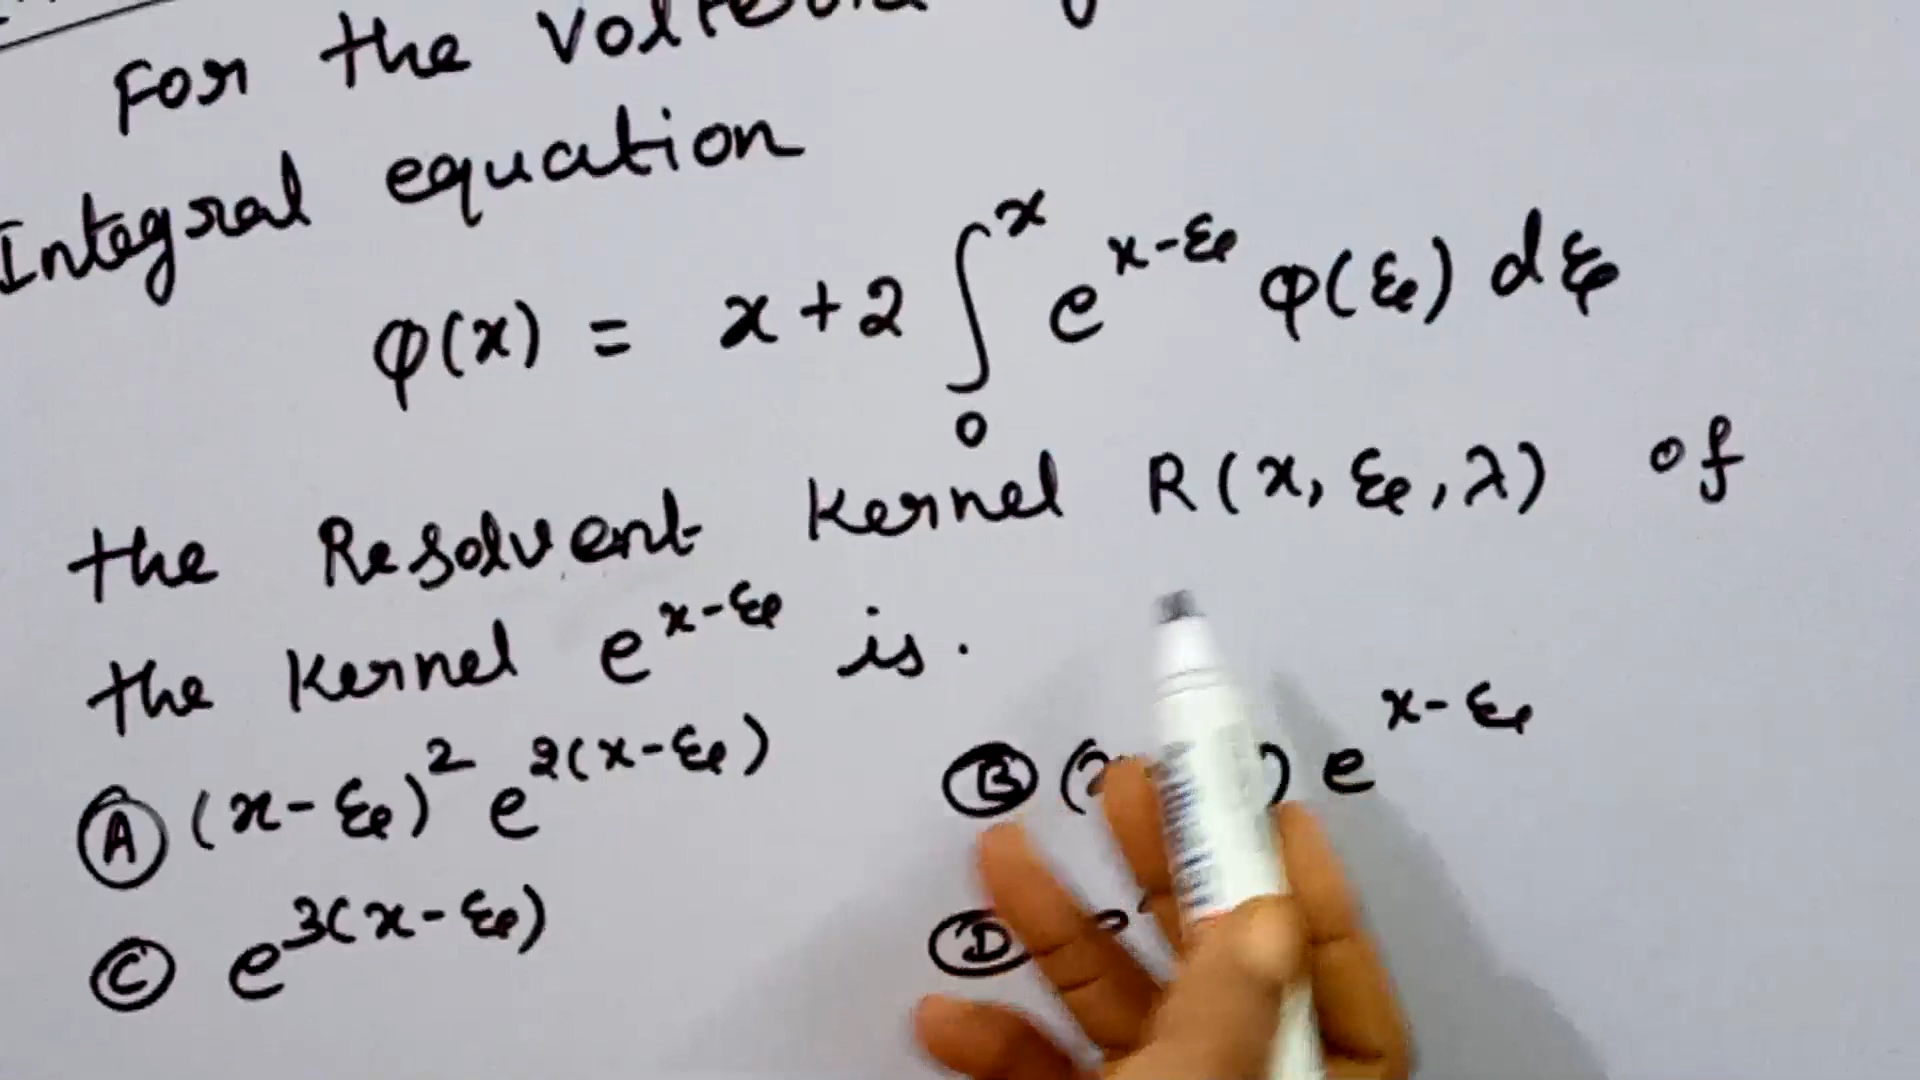 For the
Integral equation
φ(x) = x + 2 ∫₀ˣ e^(x-ξ) φ(ξ) dξ
the Resolvent Kernel R(x, ξ, λ) of
the Kernel e^(x-ξ) is.
(A) (x-ξ)² e^(2(x-ξ)) (B) ( ) e^(x-ξ)
(C) e^(3(x-ξ)) (D)